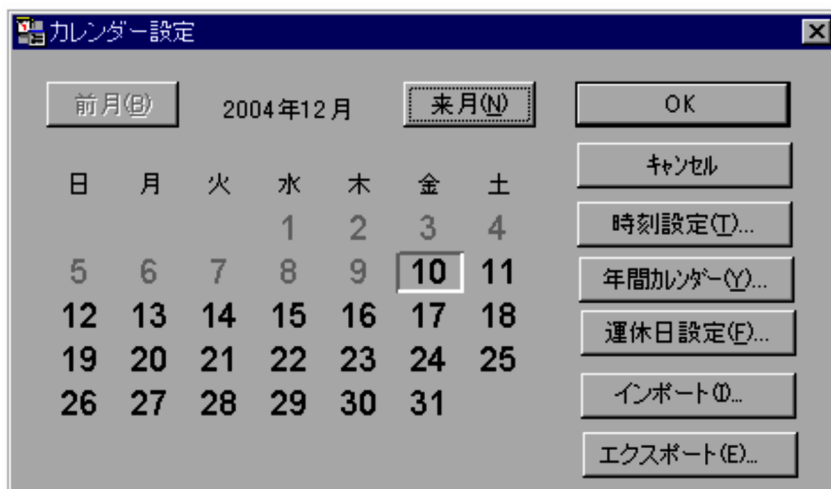 カレンダー設定
前月(B) 2004年12月 来月(N)
日 月 火 水 木 金 土
1 2 3 4
5 6 7 8 9 10 11
12 13 14 15 16 17 18
19 20 21 22 23 24 25
26 27 28 29 30 31
OK
キャンセル
時刻設定(T)...
年間カレンダー(Y)...
運休日設定(F)...
インポート(I)...
エクスポート(E)...